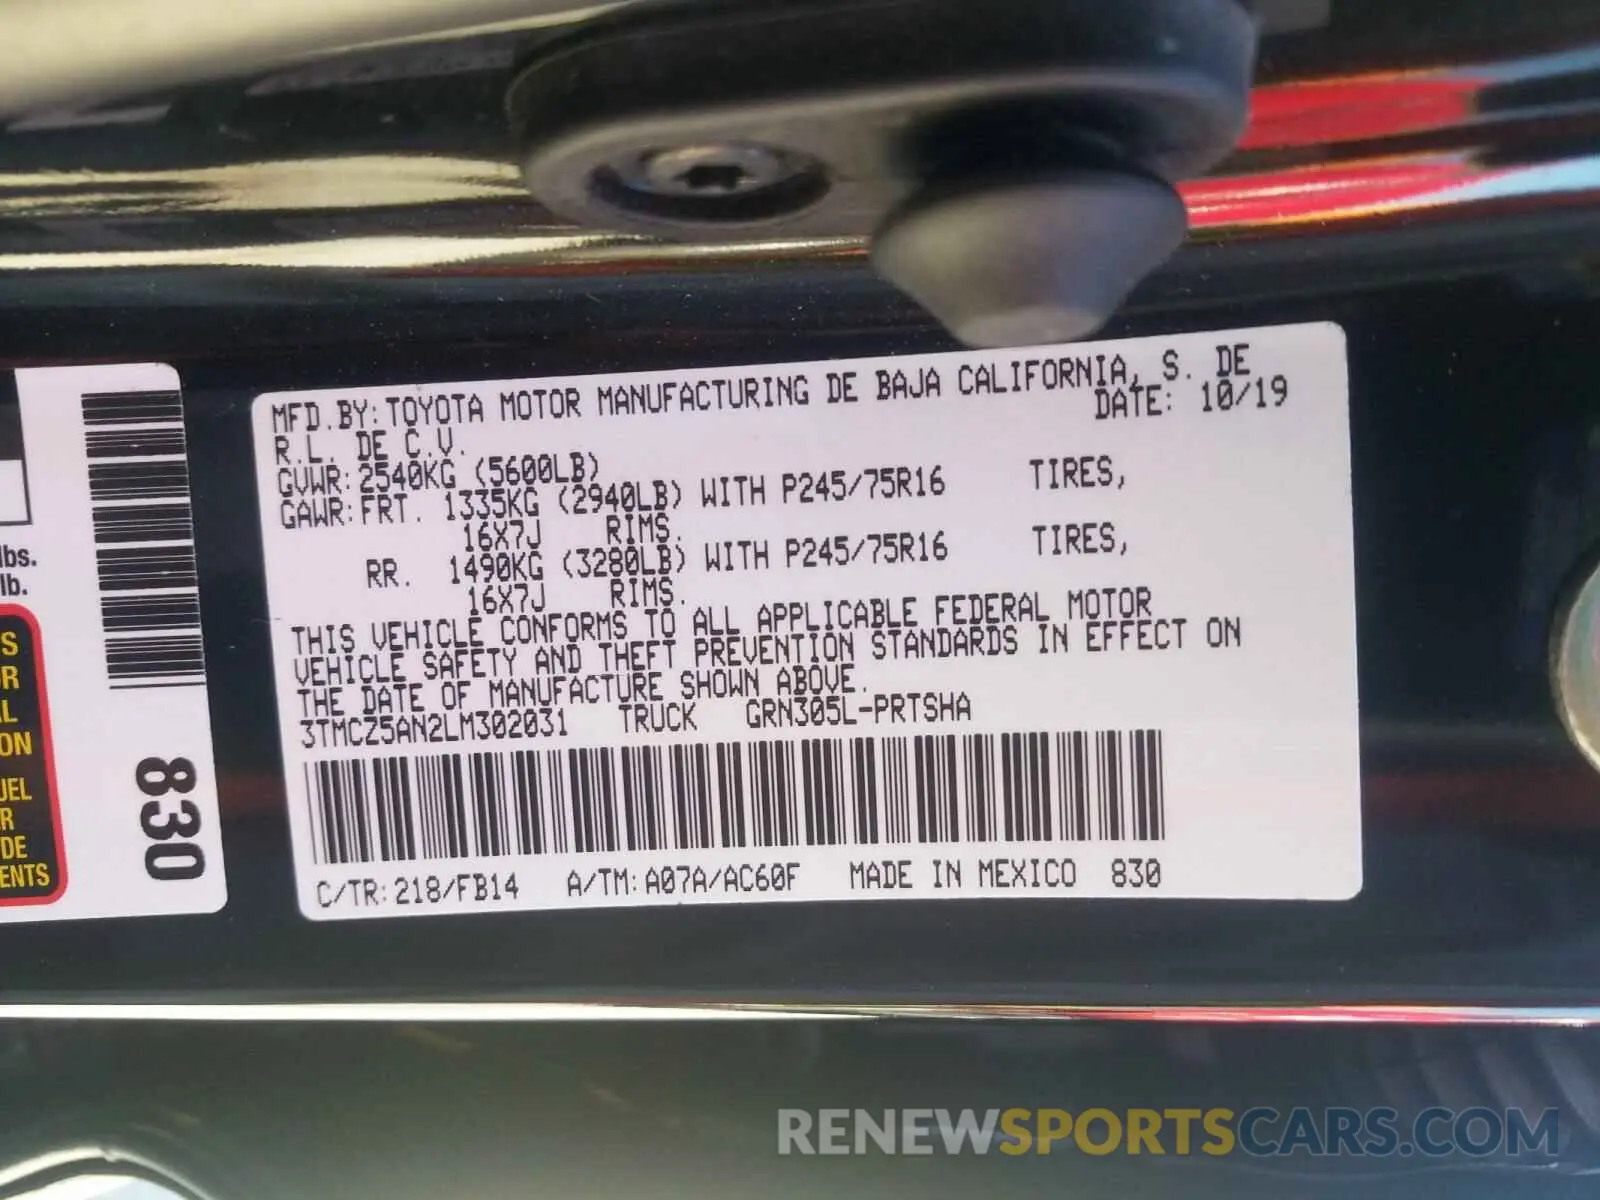 MFD.BY:TOYOTA MOTOR MANUFACTURING DE BAJA CALIFORNIA, S. DE
R.L. DE C.V. DATE: 10/19
GVWR:2540KG (5600LB)
GAWR:FRT. 1335KG (2940LB) WITH P245/75R16 TIRES,
16X7J RIMS.
RR. 1490KG (3280LB) WITH P245/75R16 TIRES,
16X7J RIMS.
THIS VEHICLE CONFORMS TO ALL APPLICABLE FEDERAL MOTOR
VEHICLE SAFETY AND THEFT PREVENTION STANDARDS IN EFFECT ON
THE DATE OF MANUFACTURE SHOWN ABOVE.
3TMCZ5AN2LM302031 TRUCK GRN305L-PRTSHA
C/TR:218/FB14 A/TM:A07A/AC60F MADE IN MEXICO 830
830
lbs.
lb.
RENEWSPORTSCARS.COM